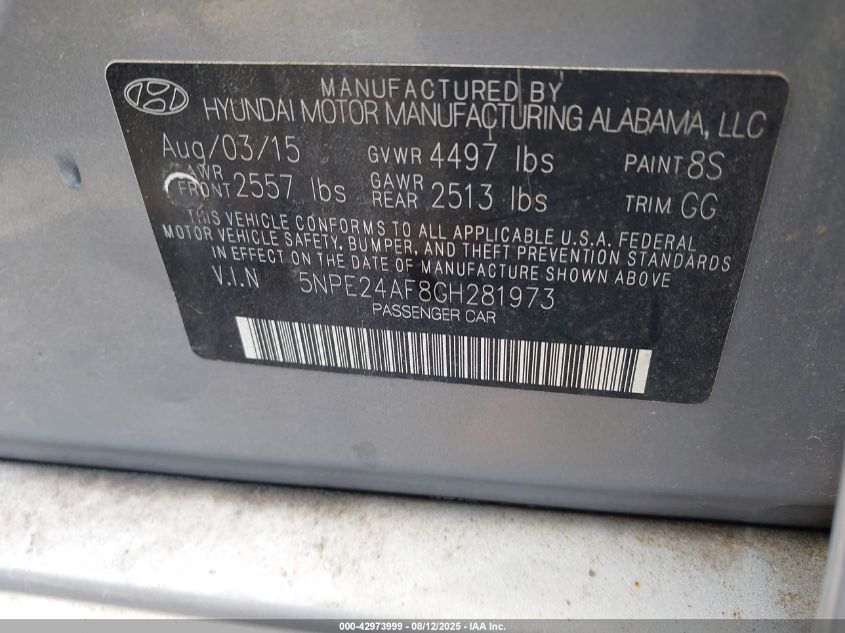 MANUFACTURED BY
HYUNDAI MOTOR MANUFACTURING ALABAMA, LLC
Aug/03/15 GVWR 4497 lbs PAINT 8S
GAWR FRONT 2557 lbs GAWR REAR 2513 lbs TRIM GG
THIS VEHICLE CONFORMS TO ALL APPLICABLE U.S.A. FEDERAL
MOTOR VEHICLE SAFETY, BUMPER, AND THEFT PREVENTION STANDARDS
IN EFFECT ON THE DATE OF MANUFACTURE SHOWN ABOVE
V.I.N 5NPE24AF8GH281973
PASSENGER CAR
000-42973999 - 08/12/2025 - IAA Inc.